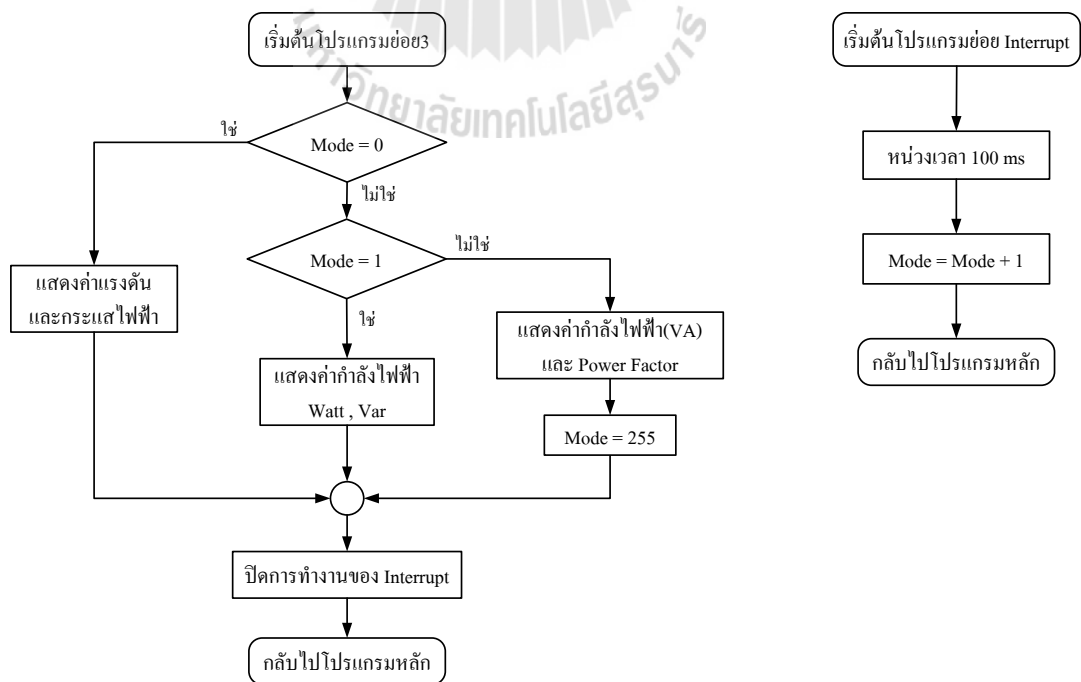 เริ่มต้นโปรแกรมย่อย3
Mode = 0
ใช่
ไม่ใช่
Mode = 1
ไม่ใช่
ใช่
แสดงค่าแรงดัน
และกระแสไฟฟ้า
แสดงค่ากำลังไฟฟ้า
Watt , Var
แสดงค่ากำลังไฟฟ้า(VA)
และ Power Factor
Mode = 255
ปิดการทำงานของ Interrupt
กลับไปโปรแกรมหลัก
เริ่มต้นโปรแกรมย่อย Interrupt
หน่วงเวลา 100 ms
Mode = Mode + 1
กลับไปโปรแกรมหลัก